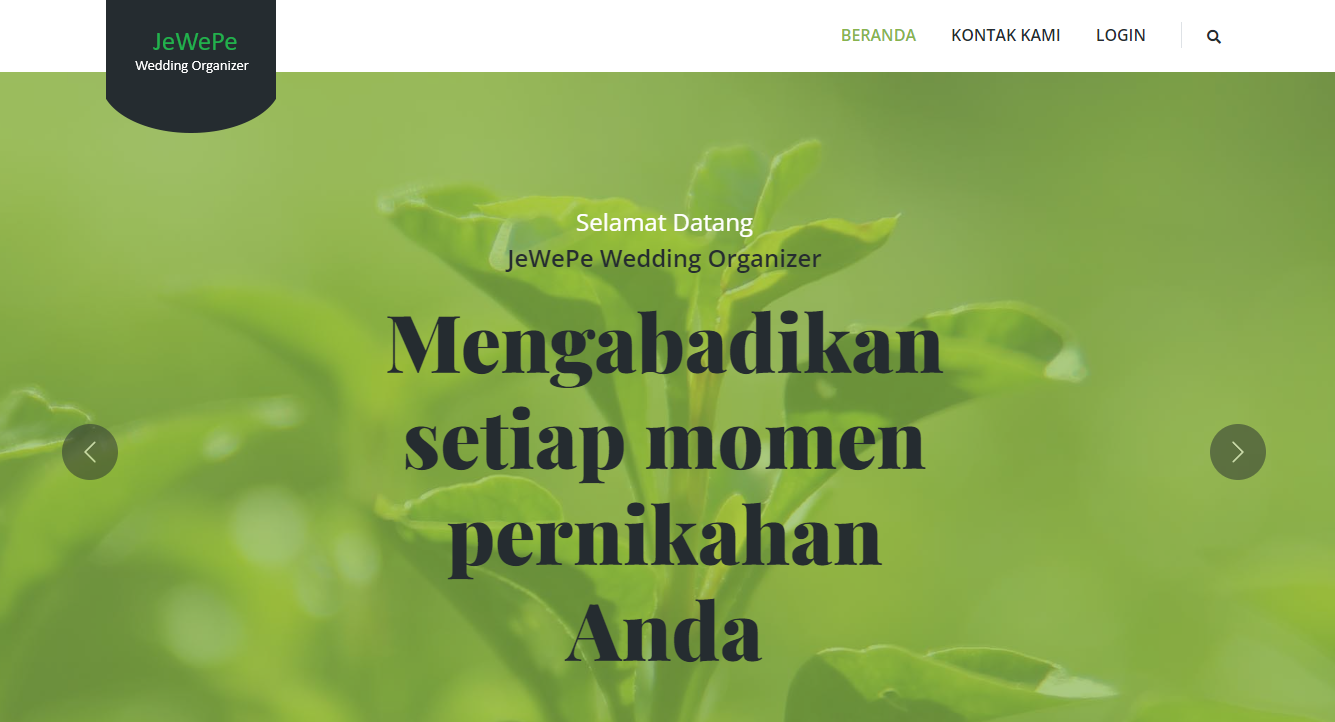 JeWePe
Wedding Organizer
BERANDA
KONTAK KAMI
LOGIN
Selamat Datang
JeWePe Wedding Organizer
Mengabadikan
setiap momen
pernikahan
Anda